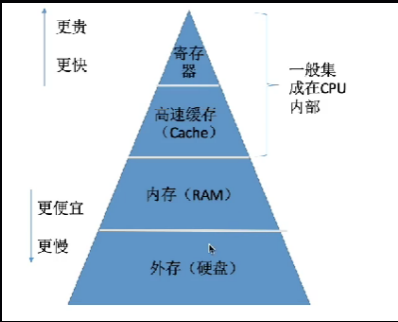 更贵
更快
寄存
器
一般集
成在CPU
内部
高速缓存
（Cache）
内存（RAM）
更便宜
更慢
外存（硬盘）